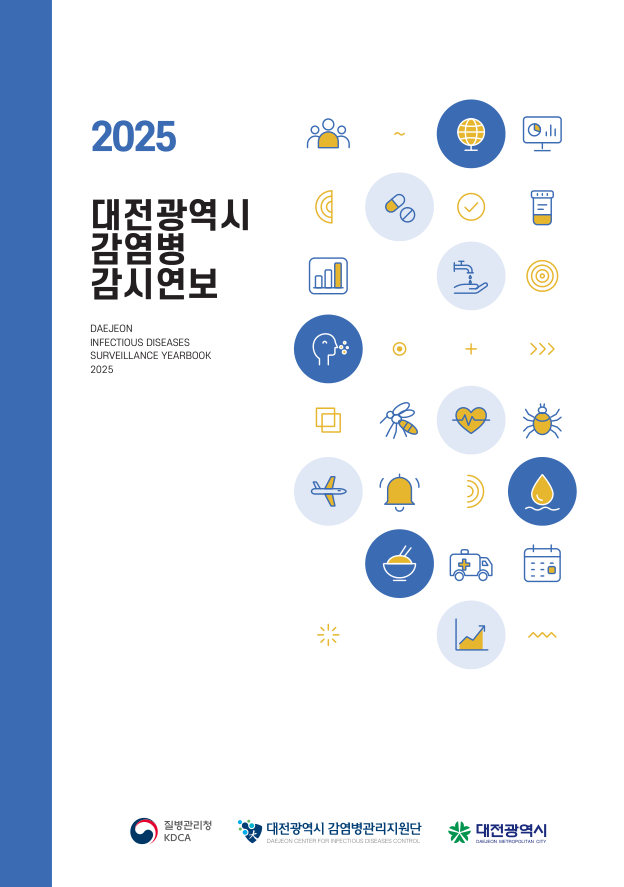 2025
대전광역시
감염병
감시연보
DAEJEON
INFECTIOUS DISEASES
SURVEILLANCE YEARBOOK
2025
질병관리청
KDCA
대전광역시 감염병관리지원단
DAEJEON CENTER FOR INFECTIOUS DISEASES CONTROL
대전광역시
DAEJEON METROPOLITAN CITY